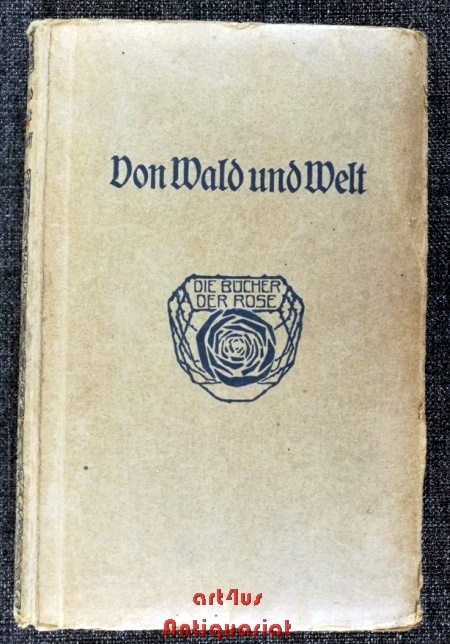 Von Wald und Welt
DIE BÜCHER
DER ROSE
art4us
Antiquariat